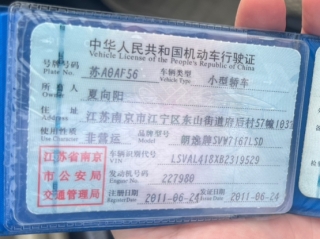 中华人民共和国机动车行驶证
Vehicle License of the People's Republic of China
号牌号码 Plate No. 苏A0AF56 车辆类型 Vehicle Type 小型轿车
所有人 Owner 夏向阳
住址 Address 江苏南京市江宁区东山街道府后村57幢103室
使用性质 Use Character 非营运 品牌型号 Model 朗逸牌SVW7167LSD
江苏省南京
市公安局
交通管理局
车辆识别代号 VIN LSVAL418XB2319529
发动机号码 Engine No. 227980
注册日期 Register Date 2011-06-24 发证日期 Issue Date 2011-06-24